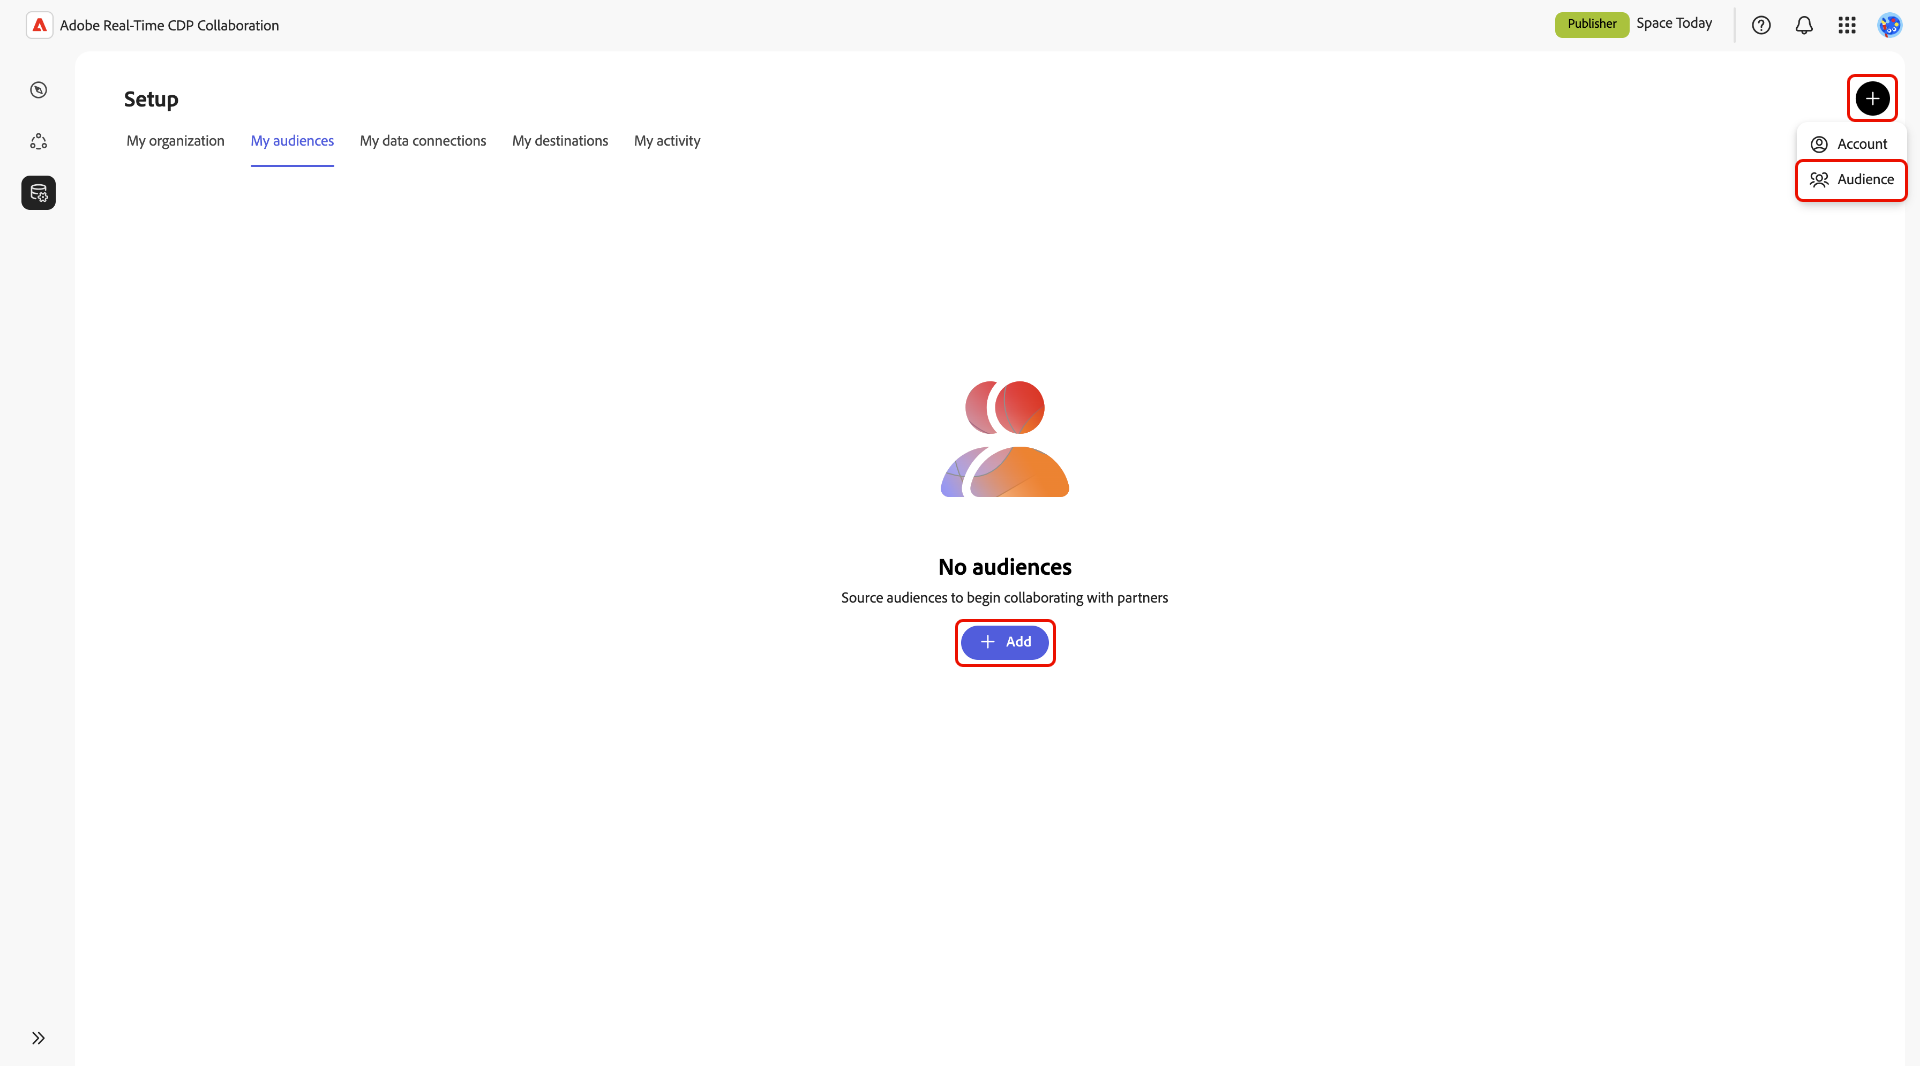 Adobe Real-Time CDP Collaboration
Publisher Space Today
Setup
My organization My audiences My data connections My destinations My activity
Account
Audience
No audiences
Source audiences to begin collaborating with partners
Add